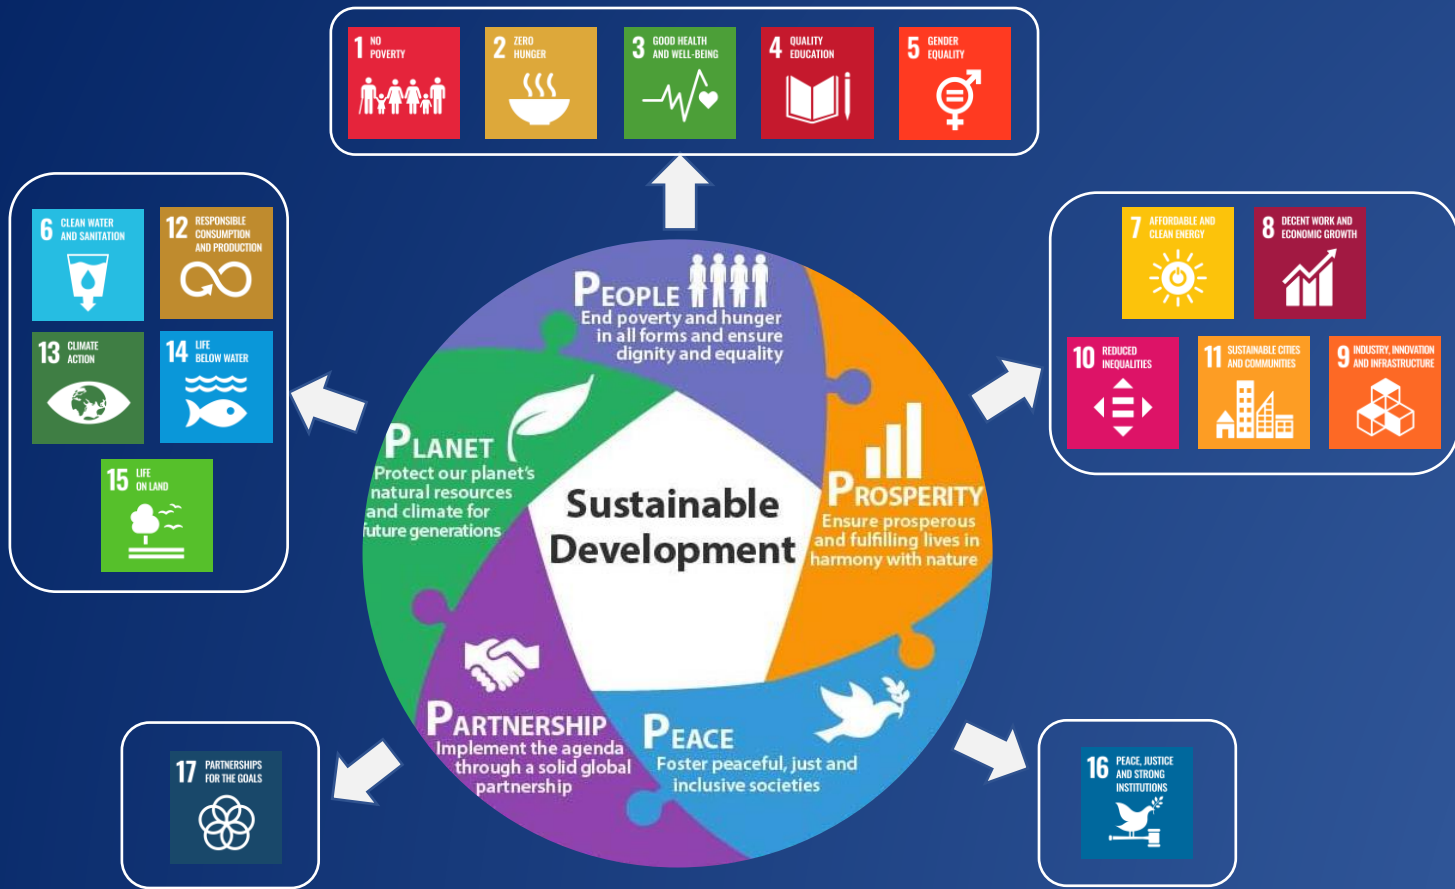 1 NO
POVERTY
2 ZERO
HUNGER
3 GOOD HEALTH
AND WELL-BEING
4 QUALITY
EDUCATION
5 GENDER
EQUALITY
6 CLEAN WATER
AND SANITATION
12 RESPONSIBLE
CONSUMPTION
AND PRODUCTION
13 CLIMATE
ACTION
14 LIFE
BELOW WATER
15 LIFE
ON LAND
7 AFFORDABLE AND
CLEAN ENERGY
8 DECENT WORK AND
ECONOMIC GROWTH
10 REDUCED
INEQUALITIES
11 SUSTAINABLE CITIES
AND COMMUNITIES
9 INDUSTRY, INNOVATION
AND INFRASTRUCTURE
PEOPLE
End poverty and hunger
in all forms and ensure
dignity and equality
PLANET
Protect our planet's
natural resources
and climate for
future generations
Sustainable
Development
PROSPERITY
Ensure prosperous
and fulfilling lives in
harmony with nature
PARTNERSHIP
Implement the agenda
through a solid global
partnership
PEACE
Foster peaceful, just and
inclusive societies
17 PARTNERSHIPS
FOR THE GOALS
16 PEACE, JUSTICE
AND STRONG
INSTITUTIONS